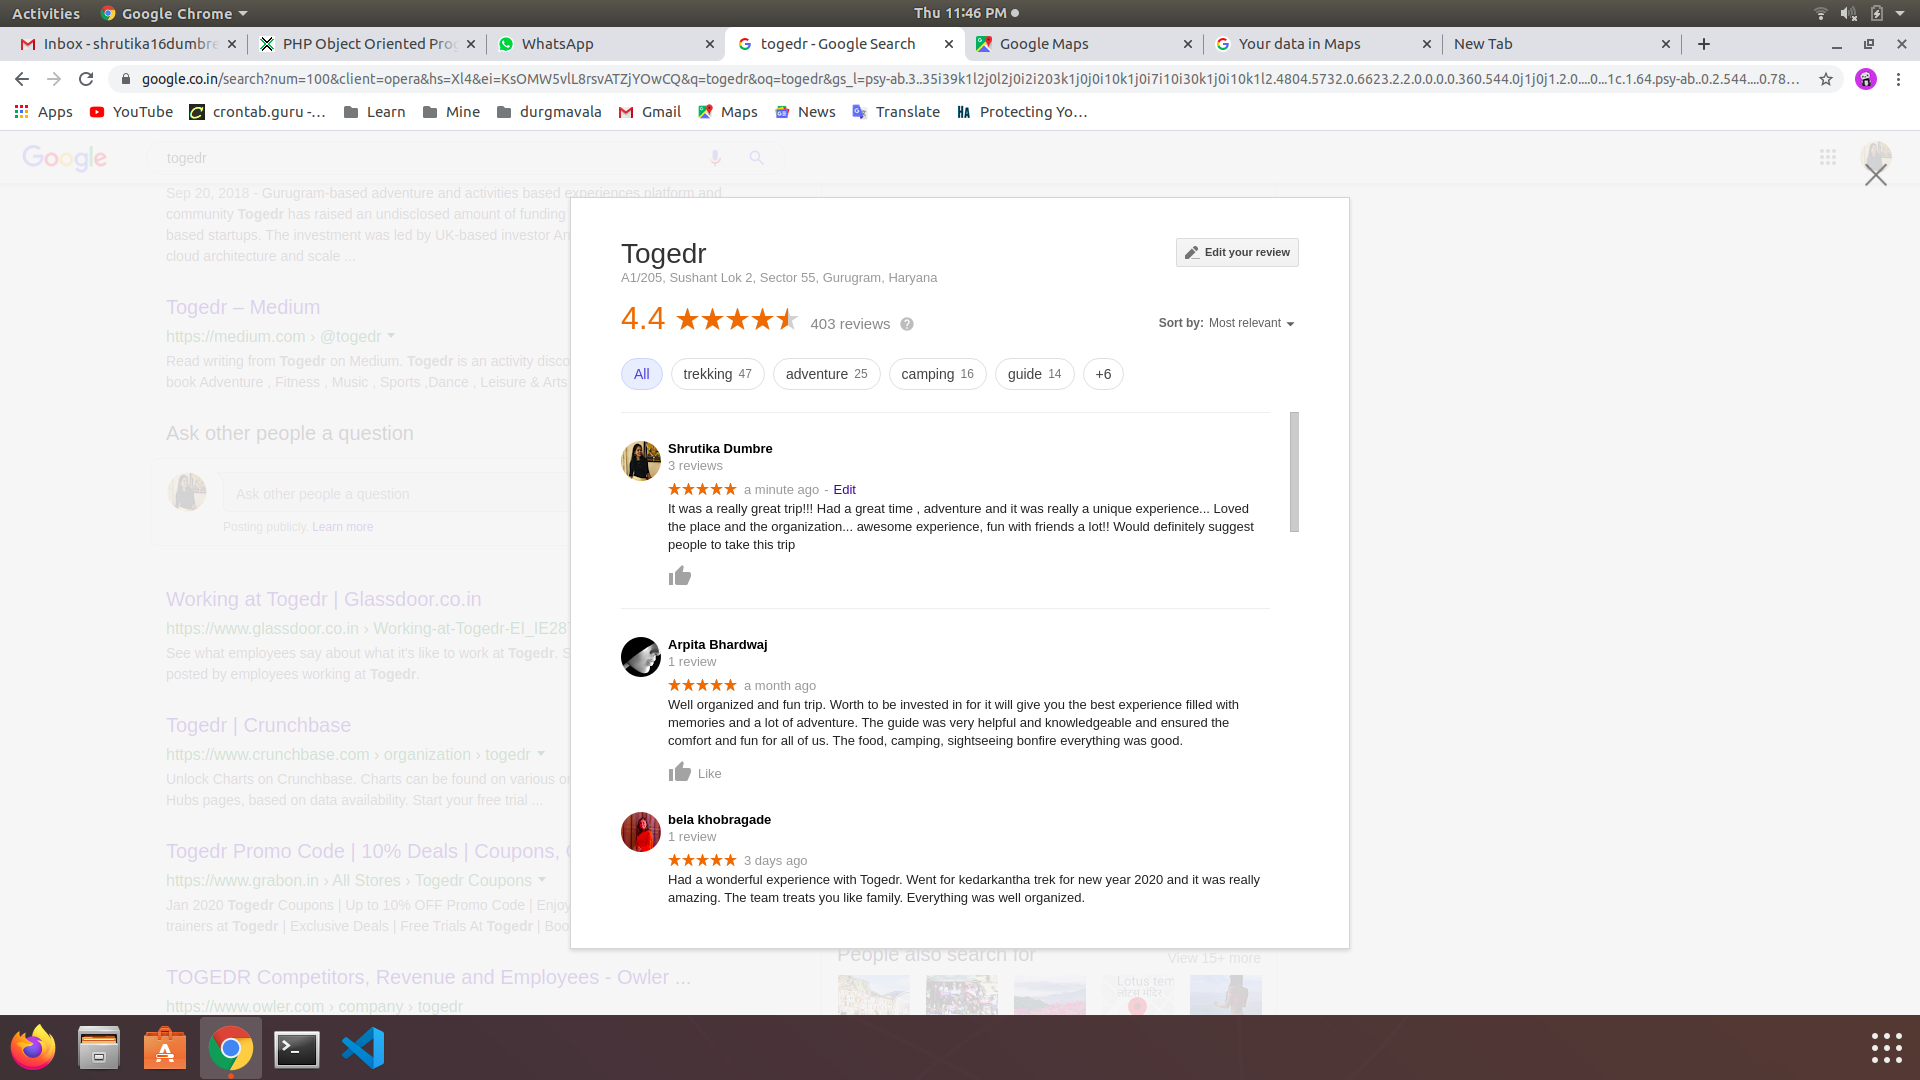 Activities
Google Chrome
Thu 11:46 PM
Inbox - shrutika16dumbre
PHP Object Oriented Prog
WhatsApp
togedr - Google Search
Google Maps
Your data in Maps
New Tab
google.co.in/search?num=100&client=opera&hs=Xl4&ei=KsOMW5vlL8rsvATZjYOwCQ&q=togedr&oq=togedr&gs_l=psy-ab.3..35i39k1l2j0l2j0i2i203k1j0j0i10k1j0i7i10i30k1j0i10k1l2.4804.5732.0.6623.2.2.0.0.0.0.360.544.0j1j0j1.2.0....0...1c.1.64.psy-ab..0.2.544....0.78...
Apps
YouTube
crontab.guru -...
Learn
Mine
durgmavala
Gmail
Maps
News
Translate
Protecting Yo...
Google
togedr
Sep 20, 2018 - Gurugram-based adventure and activities based experiences platform and
community Togedr has raised an undisclosed amount of funding
based startups. The investment was led by UK-based investor
cloud architecture and scale ...
Togedr – Medium
https://medium.com › @togedr
Read writing from Togedr on Medium. Togedr is an activity
book Adventure , Fitness , Music , Sports ,Dance , Leisure & Arts
Ask other people a question
Ask other people a question
Posting publicly. Learn more
Working at Togedr | Glassdoor.co.in
https://www.glassdoor.co.in › Working-at-Togedr-EI_IE287
See what employees say about what it's like to work at Togedr.
posted by employees working at Togedr.
Togedr | Crunchbase
https://www.crunchbase.com › organization › togedr
Unlock Charts on Crunchbase. Charts can be found on various
Hubs pages, based on data availability. Start your free trial ...
Togedr Promo Code | 10% Deals | Coupons,
https://www.grabon.in › All Stores › Togedr Coupons
Jan 2020 Togedr Coupons | Up to 10% OFF Promo Code | Enjoy
trainers at Togedr | Exclusive Deals | Free Trials At Togedr |
TOGEDR Competitors, Revenue and Employees - Owler ...
https://www.owler.com › company › togedr
Togedr
Edit your review
A1/205, Sushant Lok 2, Sector 55, Gurugram, Haryana
4.4
403 reviews
Sort by: Most relevant
All
trekking 47
adventure 25
camping 16
guide 14
+6
Shrutika Dumbre
3 reviews
a minute ago - Edit
It was a really great trip!!! Had a great time , adventure and it was really a unique experience... Loved
the place and the organization... awesome experience, fun with friends a lot!! Would definitely suggest
people to take this trip
Arpita Bhardwaj
1 review
a month ago
Well organized and fun trip. Worth to be invested in for it will give you the best experience filled with
memories and a lot of adventure. The guide was very helpful and knowledgeable and ensured the
comfort and fun for all of us. The food, camping, sightseeing bonfire everything was good.
Like
bela khobragade
1 review
3 days ago
Had a wonderful experience with Togedr. Went for kedarkantha trek for new year 2020 and it was really
amazing. The team treats you like family. Everything was well organized.
People also search for
View 15+ more
Lotus tem
लोटस मंदिर